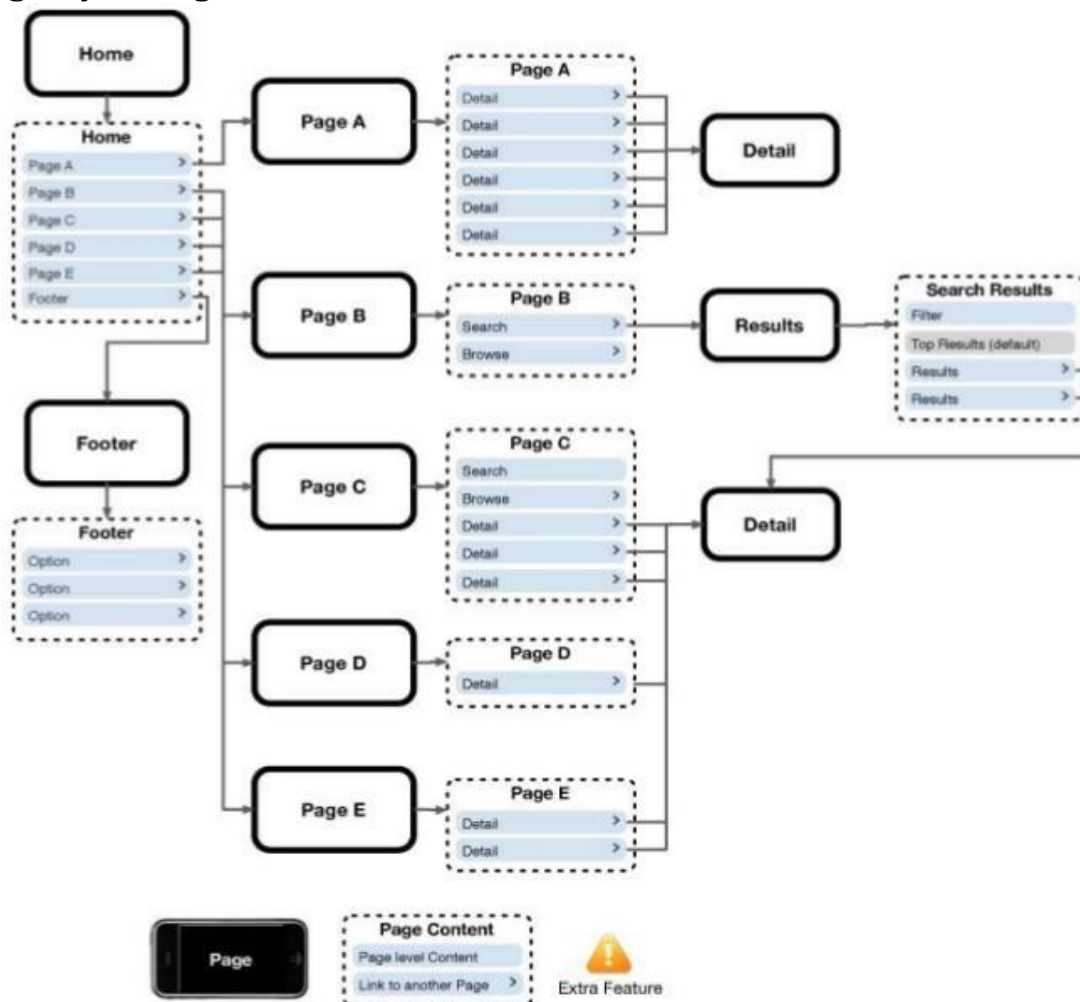 Home
Home
Page A
Page B
Page C
Page D
Page E
Footer
Footer
Footer
Option
Option
Option
Page A
Page A
Detail
Detail
Detail
Detail
Detail
Detail
Detail
Page B
Page B
Search
Browse
Results
Search Results
Filter
Top Results (default)
Results
Results
Page C
Page C
Search
Browse
Detail
Detail
Detail
Detail
Page D
Page D
Detail
Page E
Page E
Detail
Detail
Page
Page Content
Page level Content
Link to another Page
Extra Feature